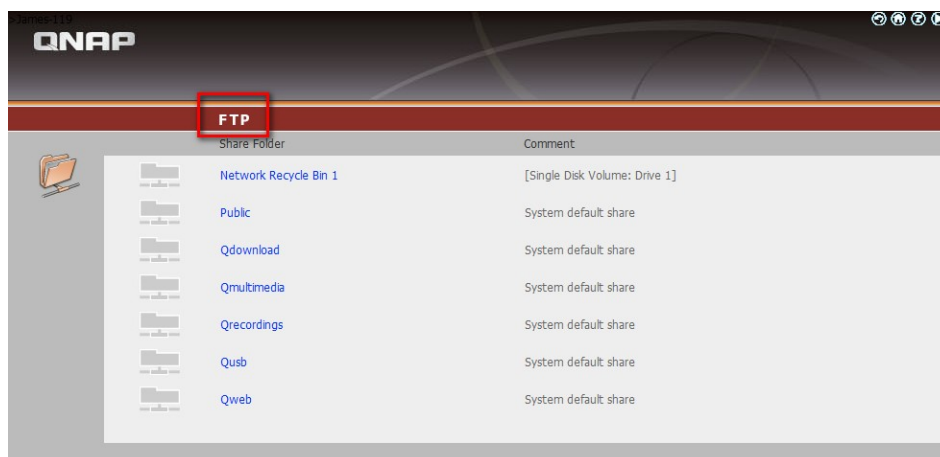 James-119
QNAP
FTP
Share Folder Comment
Network Recycle Bin 1 [Single Disk Volume: Drive 1]
Public System default share
Qdownload System default share
Qmultimedia System default share
Qrecordings System default share
Qusb System default share
Qweb System default share